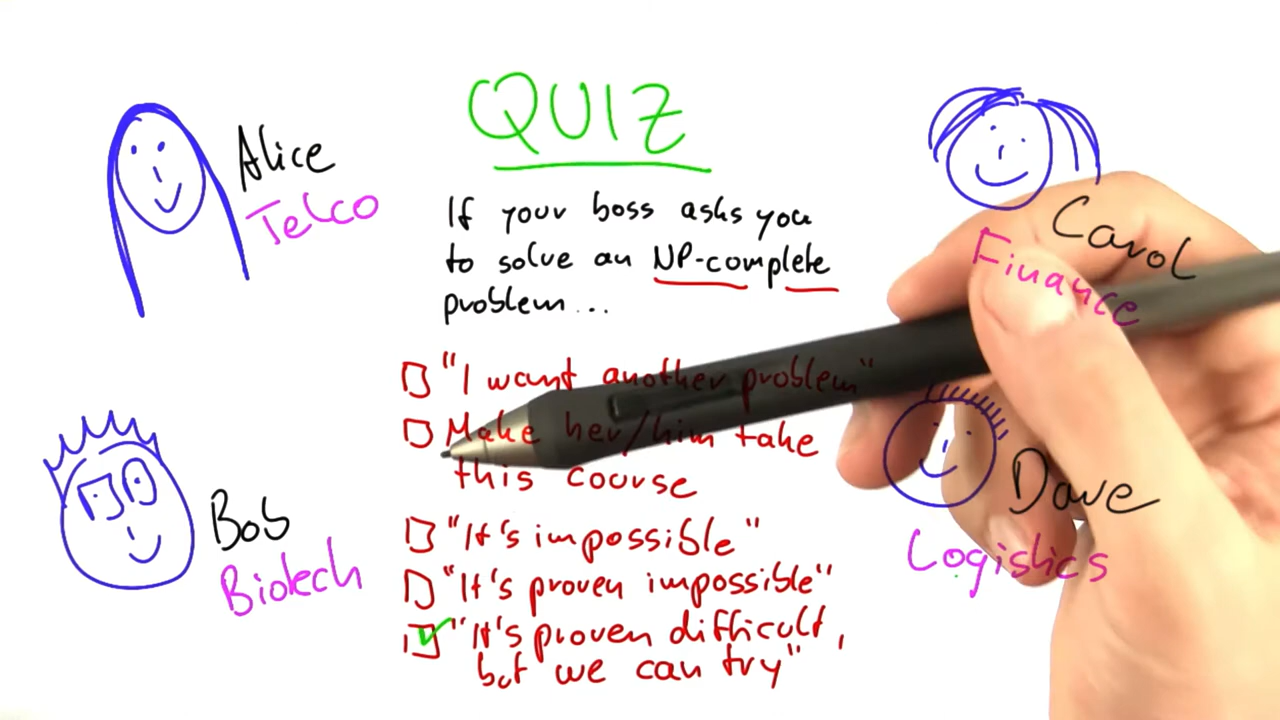 QUIZ
Alice
Telco
If your boss asks you
to solve an NP-complete
problem...
Carol
Finance
"I want another problem"
Make her/him take
this course
Bob
Biotech
Dave
Logistics
"It's impossible"
"It's proven impossible"
"It's proven difficult,
but we can try"